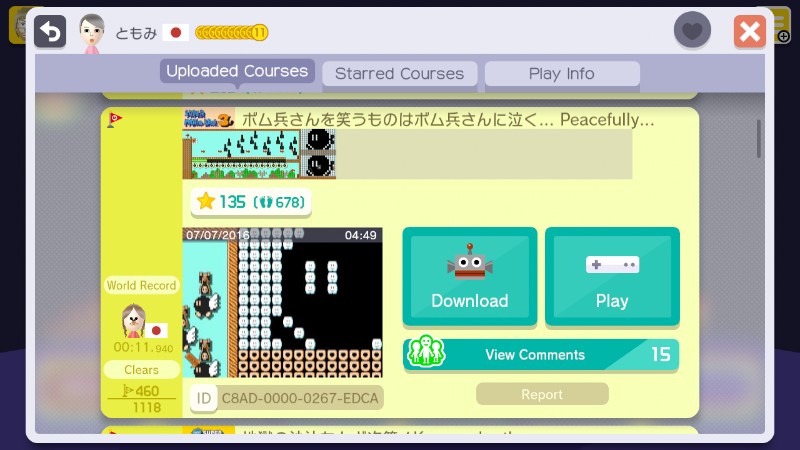 ともみ
11
Uploaded Courses
Starred Courses
Play Info
ボム兵さんを笑うものはボム兵さんに泣く... Peacefully...
135 (678)
07/07/2016
04:49
World Record
00:11.940
Clears
460
1118
Download
Play
View Comments
15
ID
C8AD-0000-0267-EDCA
Report